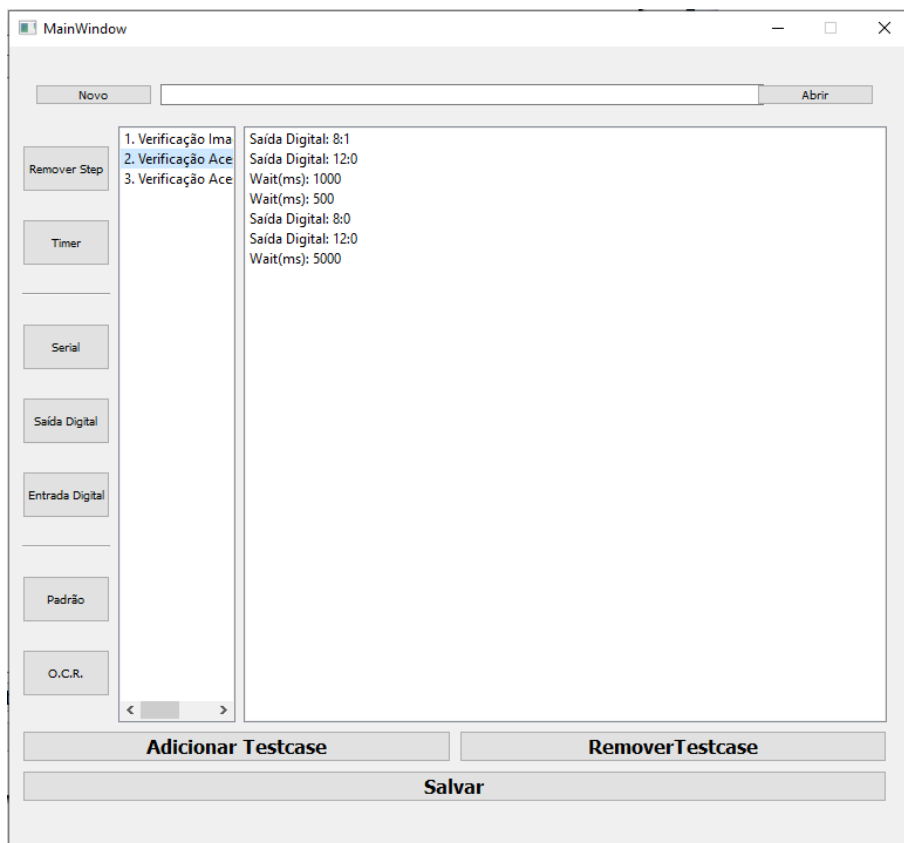 MainWindow
Novo
Abrir
Remover Step
Timer
Serial
Saída Digital
Entrada Digital
Padrão
O.C.R.
1. Verificação Ima
2. Verificação Ace
3. Verificação Ace
Saída Digital: 8:1
Saída Digital: 12:0
Wait(ms): 1000
Wait(ms): 500
Saída Digital: 8:0
Saída Digital: 12:0
Wait(ms): 5000
Adicionar Testcase
RemoverTestcase
Salvar